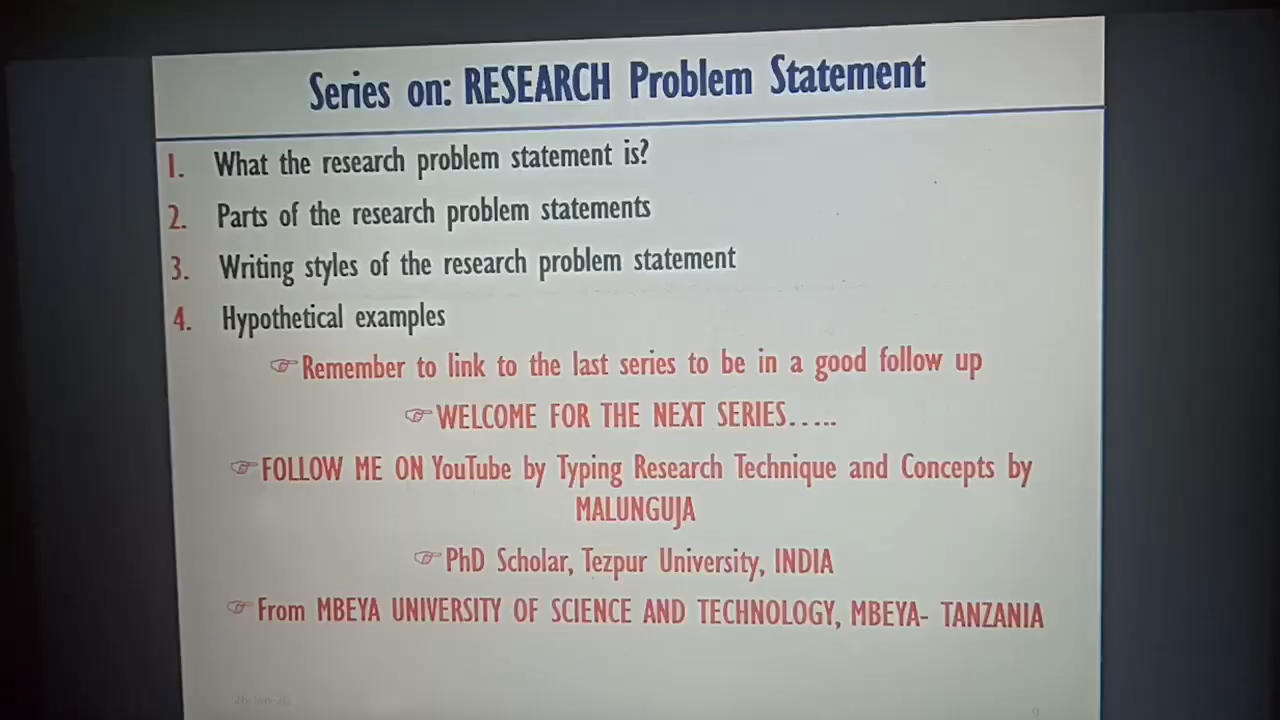 Series on: RESEARCH Problem Statement
1. What the research problem statement is?
2. Parts of the research problem statements
3. Writing styles of the research problem statement
4. Hypothetical examples
☞Remember to link to the last series to be in a good follow up
☞WELCOME FOR THE NEXT SERIES.....
☞FOLLOW ME ON YouTube by Typing Research Technique and Concepts by
MALUNGUJA
☞PhD Scholar, Tezpur University, INDIA
☞From MBEYA UNIVERSITY OF SCIENCE AND TECHNOLOGY, MBEYA- TANZANIA
9